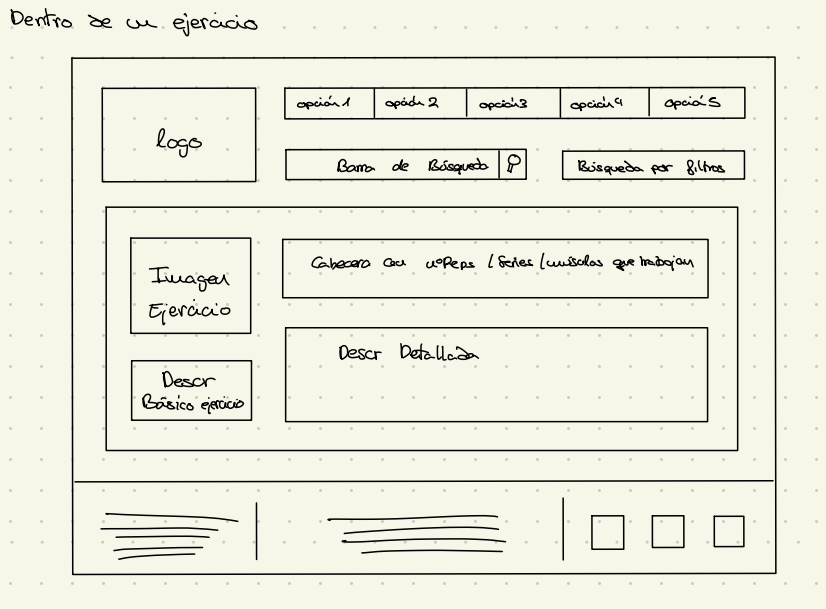 Dentro de un ejercicio
logo
opción 1 opción 2 opción 3 opción 4 opción 5
Barra de Búsqueda
Búsqueda por filtros
Imagen
Ejercicio
Cabecera con nºReps / Series / músculos que trabajan
Descr Detallada
Descr
Básico ejercicio